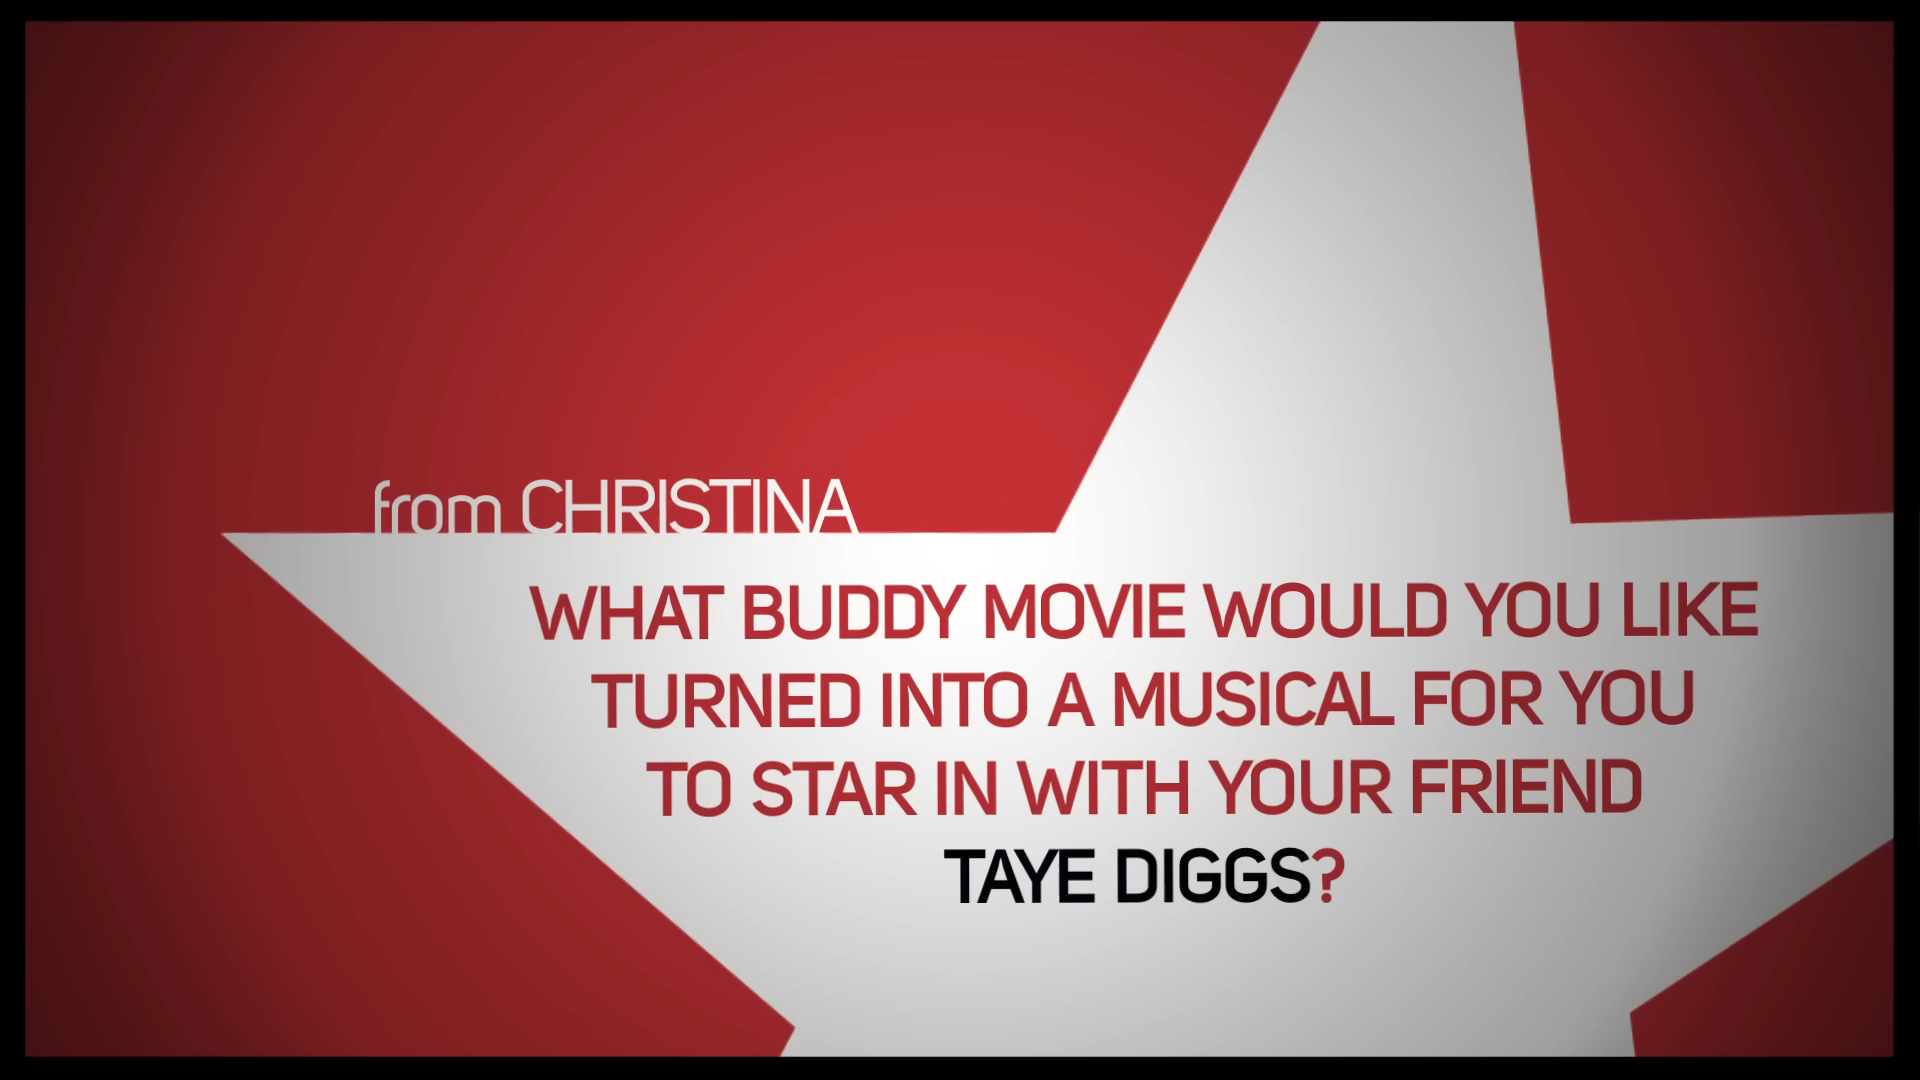 from CHRISTINA
WHAT BUDDY MOVIE WOULD YOU LIKE
TURNED INTO A MUSICAL FOR YOU
TO STAR IN WITH YOUR FRIEND
TAYE DIGGS?